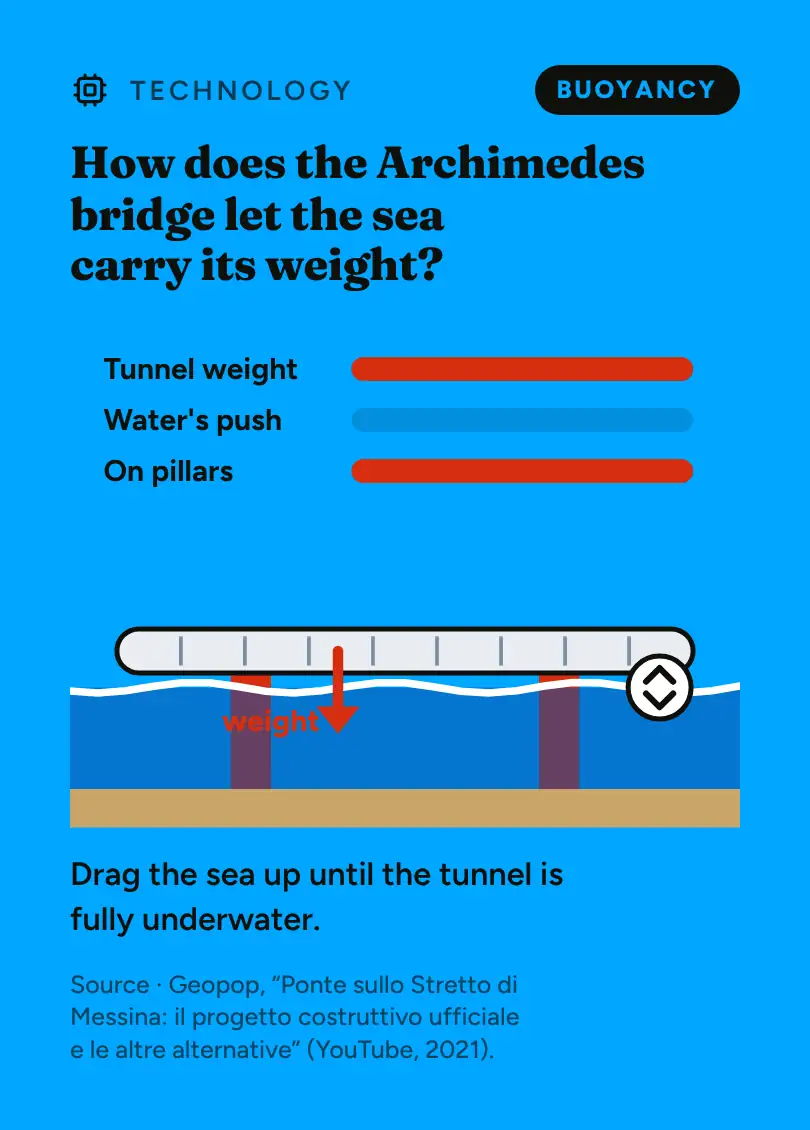 TECHNOLOGY
BUOYANCY
How does the Archimedes
bridge let the sea
carry its weight?
Tunnel weight
Water's push
On pillars
weight
Drag the sea up until the tunnel is
fully underwater.
Source · Geopop, “Ponte sullo Stretto di
Messina: il progetto costruttivo ufficiale
e le altre alternative” (YouTube, 2021).